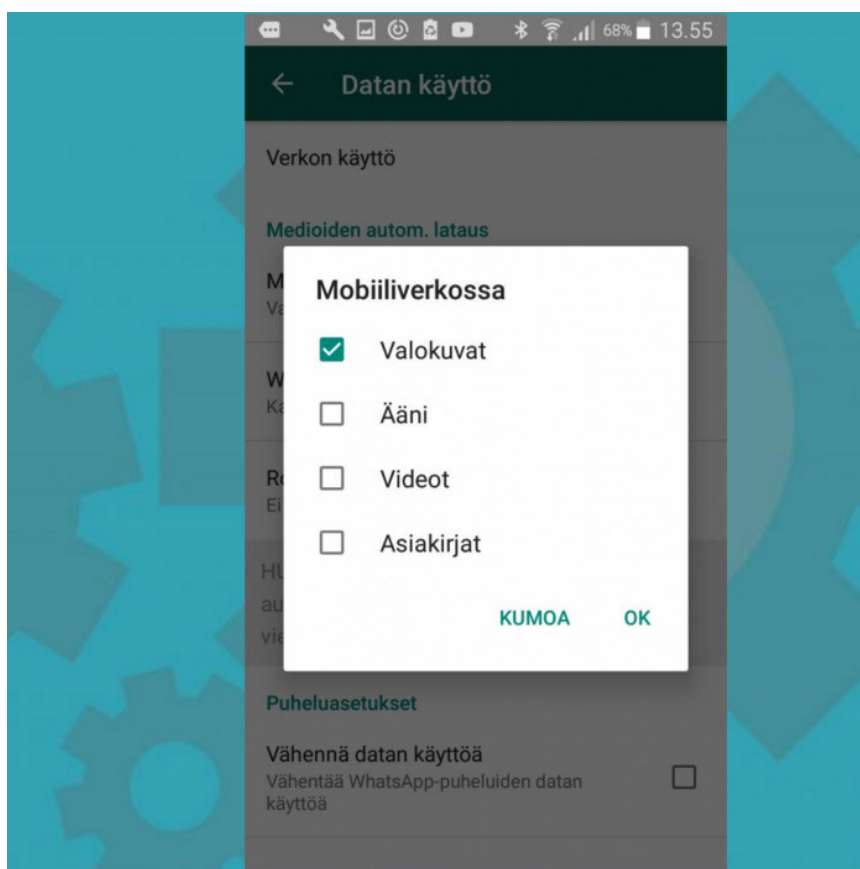 68% 13.55
Datan käyttö
Verkon käyttö
Medioiden autom. lataus
Mobiiliverkossa
Valokuvat
Ääni
Videot
Asiakirjat
KUMOA OK
Puheluasetukset
Vähennä datan käyttöä
Vähentää WhatsApp-puheluiden datan
käyttöä